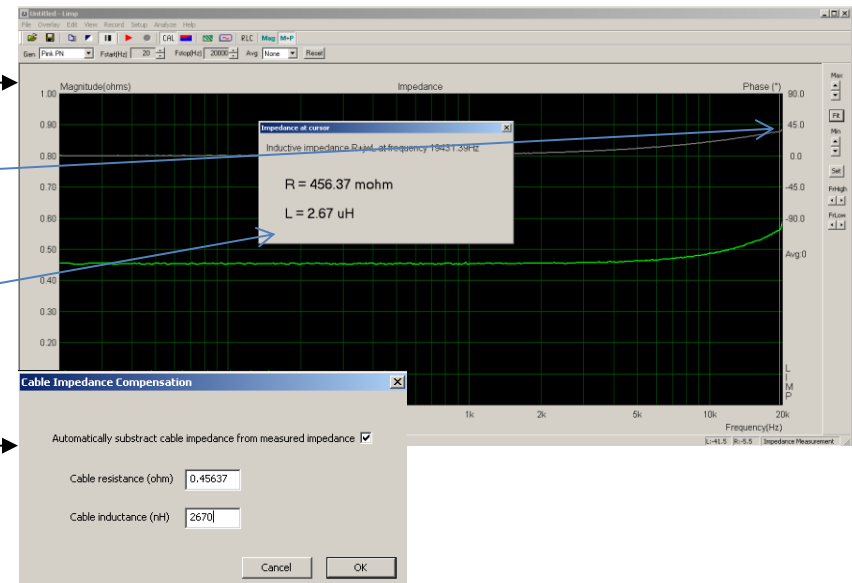 Untitled - Limp
File Overlay Edit View Record Setup Analyze Help
CAL RLC Mag M+P
Gen Pink PN Fstart(Hz) 20 Fstop(Hz) 20000 Avg None Reset
Magnitude(ohms) Impedance Phase (°)
1.00 90.0
0.90 45.0
0.80 0.0
0.70 -45.0
0.60 -90.0
0.50 Avg:0
0.40
0.30
0.20
Max
Fit
Min
Set
FrHigh
FrLow
Impedance at cursor
Inductive impedance R+jwL at frequency 19431.39Hz
R = 456.37 mohm
L = 2.67 uH
L
I
M
P
1k 2k 5k 10k 20k
Frequency(Hz)
L:-41.5 R:-5.5 Impedance Measurement
Cable Impedance Compensation
Automatically substract cable impedance from measured impedance
Cable resistance (ohm) 0.45637
Cable inductance (nH) 2670
Cancel OK